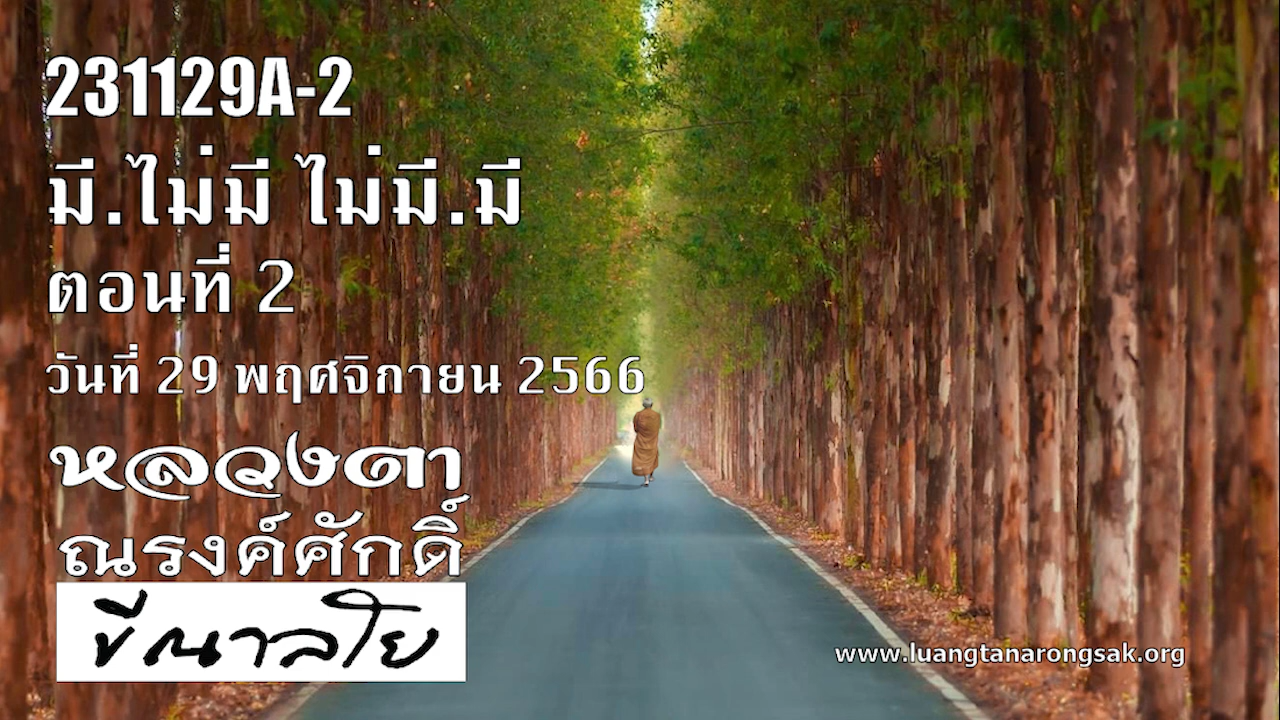 231129A-2
มี.ไม่มี ไม่มี.มี
ตอนที่ 2
วันที่ 29 พฤศจิกายน 2566
หลวงตา
ณรงค์ศักดิ์
ขีณาลโย
www.luangtanarongsak.org